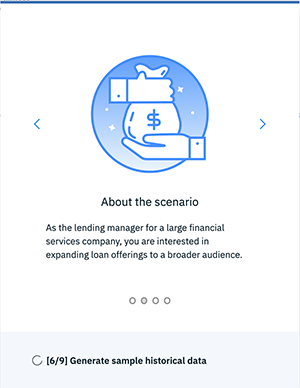 $
About the scenario
As the lending manager for a large financial
services company, you are interested in
expanding loan offerings to a broader audience.
[6/9] Generate sample historical data